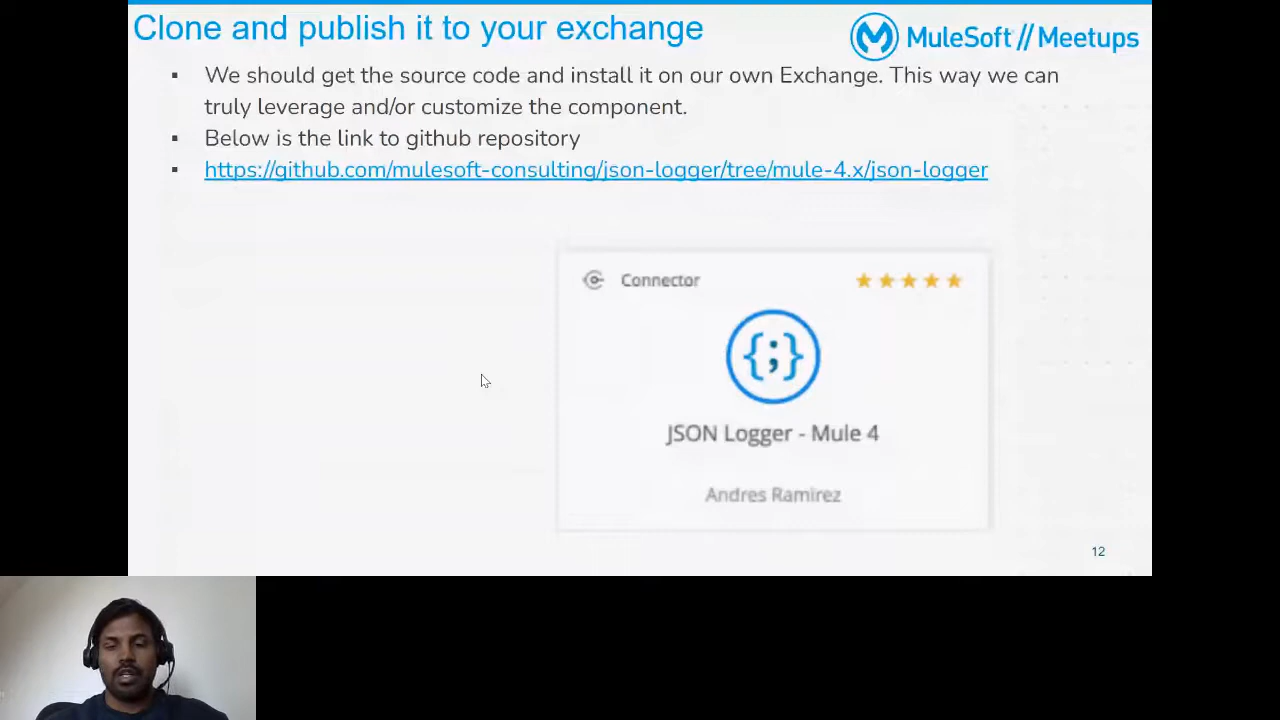 Clone and publish it to your exchange
MuleSoft // Meetups
▪ We should get the source code and install it on our own Exchange. This way we can
truly leverage and/or customize the component.
▪ Below is the link to github repository
▪ https://github.com/mulesoft-consulting/json-logger/tree/mule-4.x/json-logger
Connector
{;}
JSON Logger - Mule 4
Andres Ramirez
12